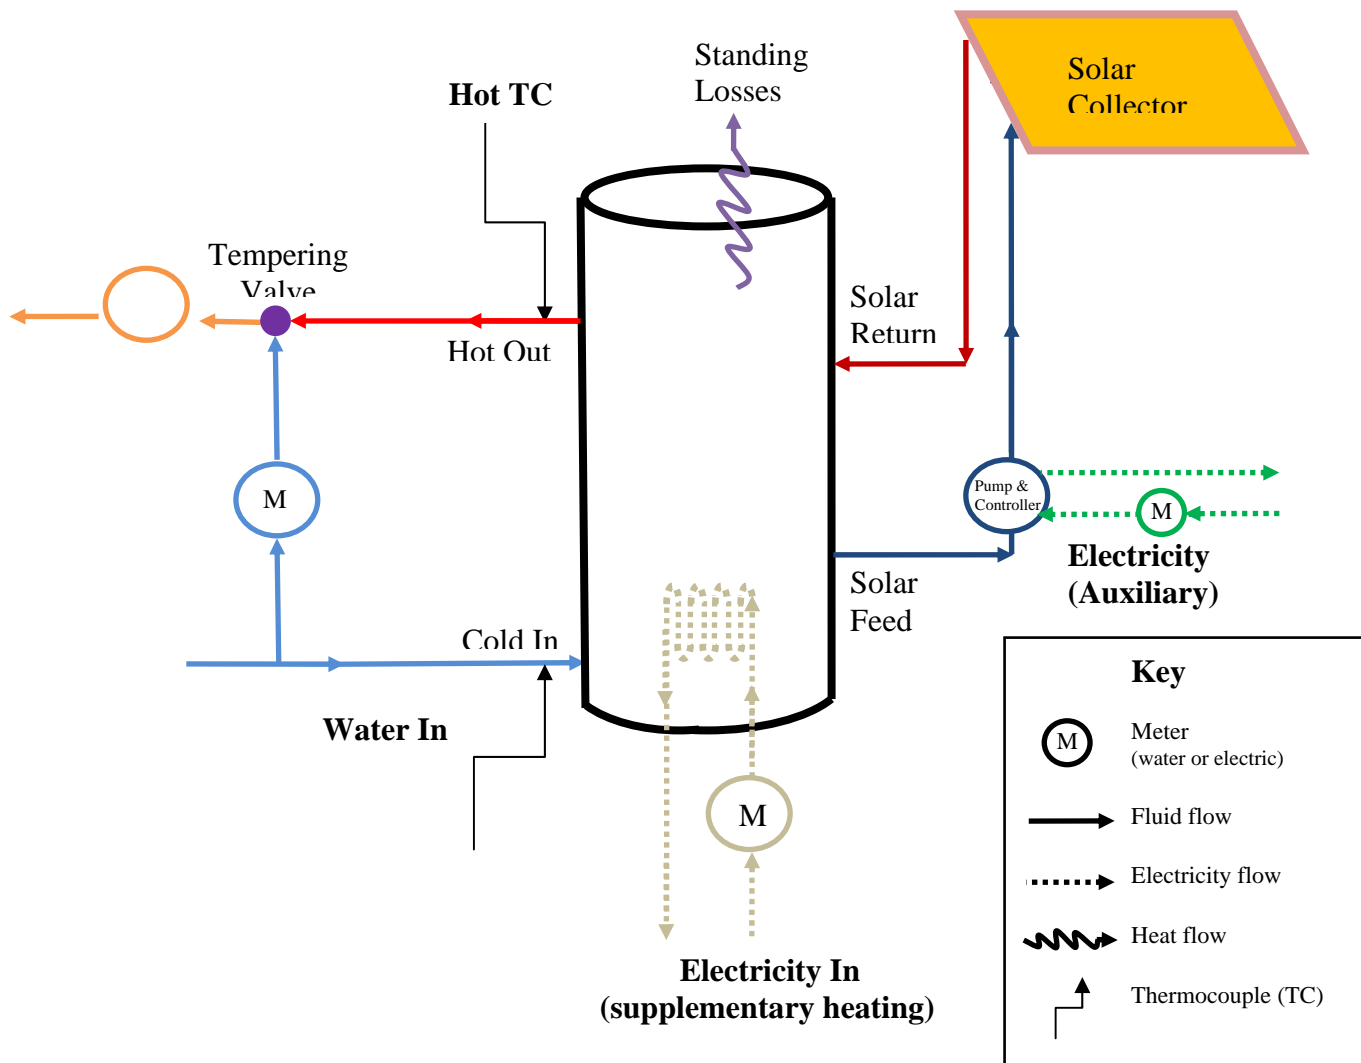 Standing
Losses
Solar
Collector
Hot TC
Tempering
Valve
Solar
Return
Hot Out
M
Pump &
Controller
M
Electricity
(Auxiliary)
Solar
Feed
Cold In
Water In
M
Electricity In
(supplementary heating)
Key
M
Meter
(water or electric)
Fluid flow
Electricity flow
Heat flow
Thermocouple (TC)